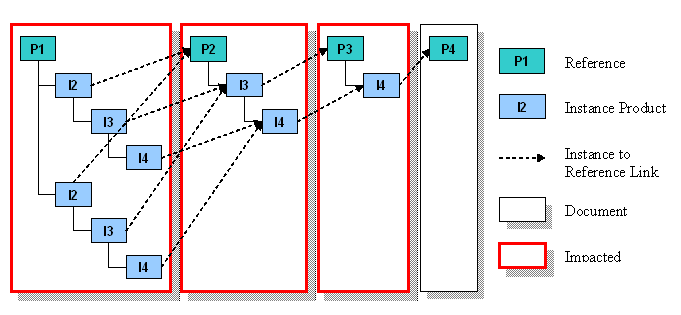 P1
I2
I3
I4
I2
I3
I4
P2
I3
I4
P3
I4
P4
P1 Reference
I2 Instance Product
Instance to
Reference Link
Document
Impacted